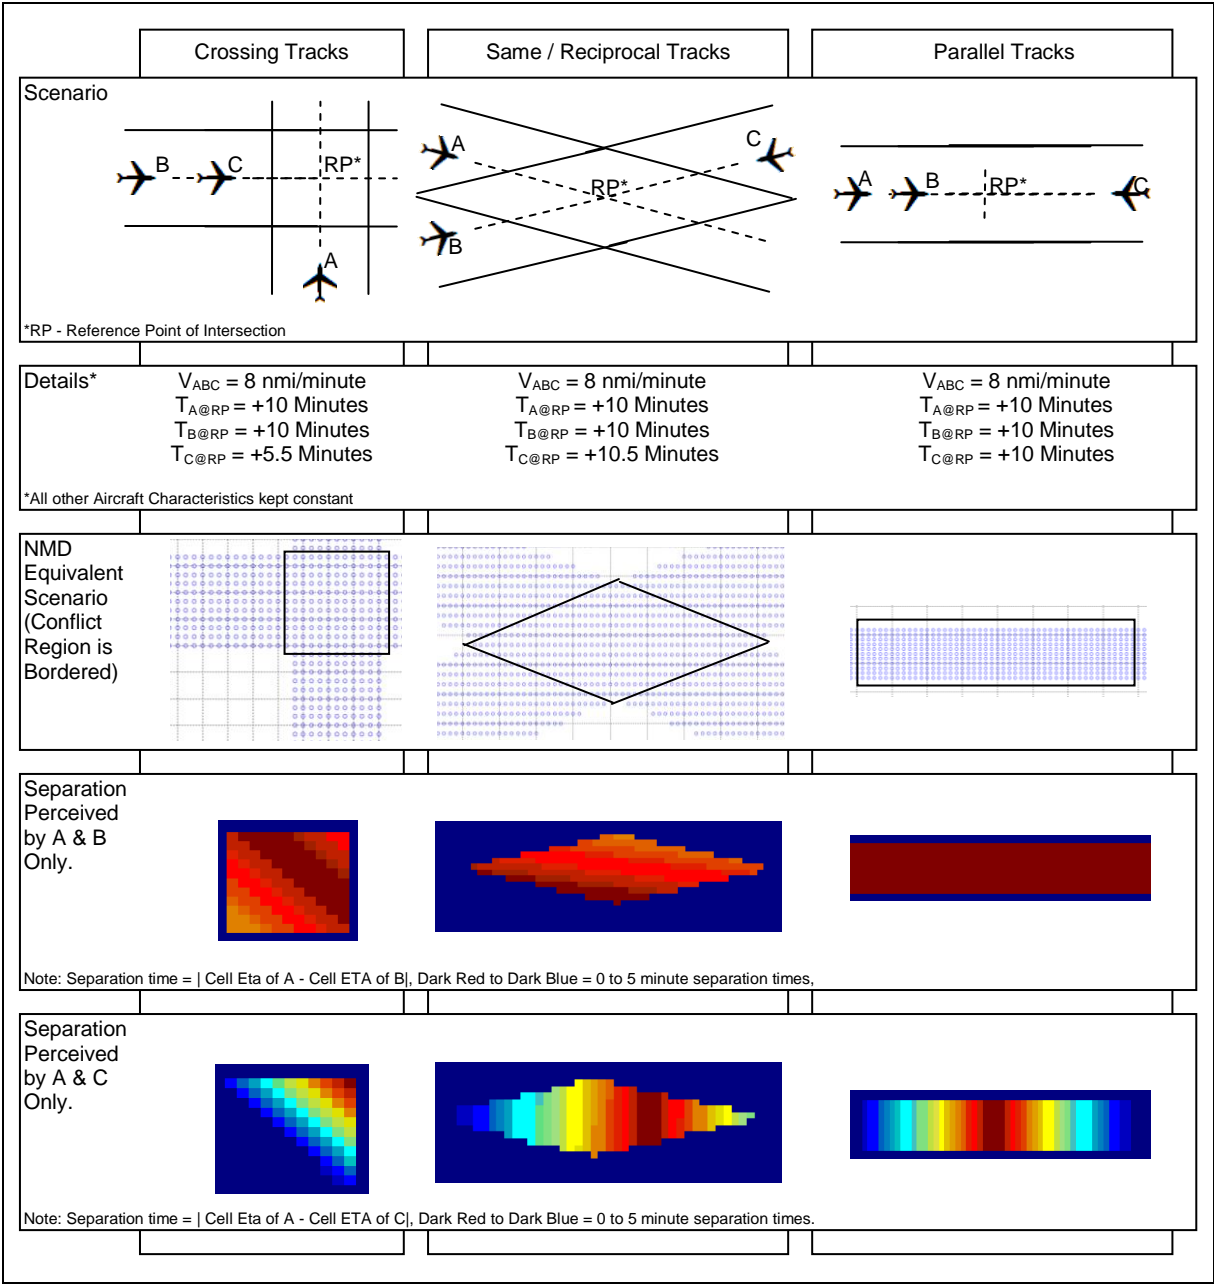 Crossing Tracks
Same / Reciprocal Tracks
Parallel Tracks
Scenario
B
C
RP*
A
A
C
RP*
B
A
B
RP*
C
*RP - Reference Point of Intersection
Details*
VABC = 8 nmi/minute
TA@RP = +10 Minutes
TB@RP = +10 Minutes
TC@RP = +5.5 Minutes
VABC = 8 nmi/minute
TA@RP = +10 Minutes
TB@RP = +10 Minutes
TC@RP = +10.5 Minutes
VABC = 8 nmi/minute
TA@RP = +10 Minutes
TB@RP = +10 Minutes
TC@RP = +10 Minutes
*All other Aircraft Characteristics kept constant
NMD
Equivalent
Scenario
(Conflict
Region is
Bordered)
Separation
Perceived
by A & B
Only.
Note: Separation time = | Cell Eta of A - Cell ETA of B|, Dark Red to Dark Blue = 0 to 5 minute separation times,
Separation
Perceived
by A & C
Only.
Note: Separation time = | Cell Eta of A - Cell ETA of C|, Dark Red to Dark Blue = 0 to 5 minute separation times.